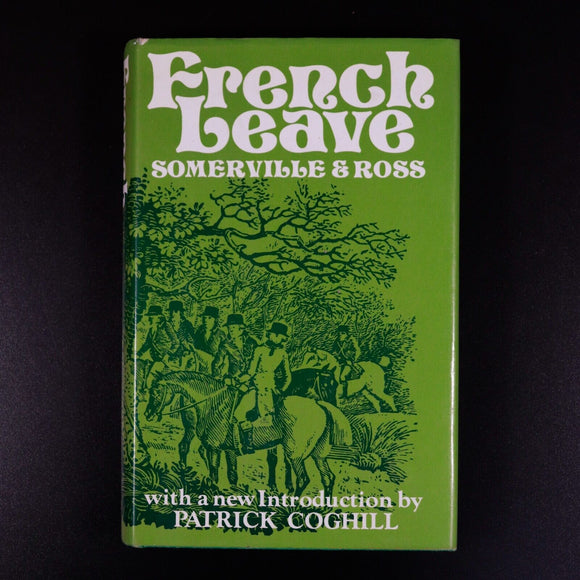 French
Leave
SOMERVILLE & ROSS
with a new Introduction by
PATRICK COGHILL